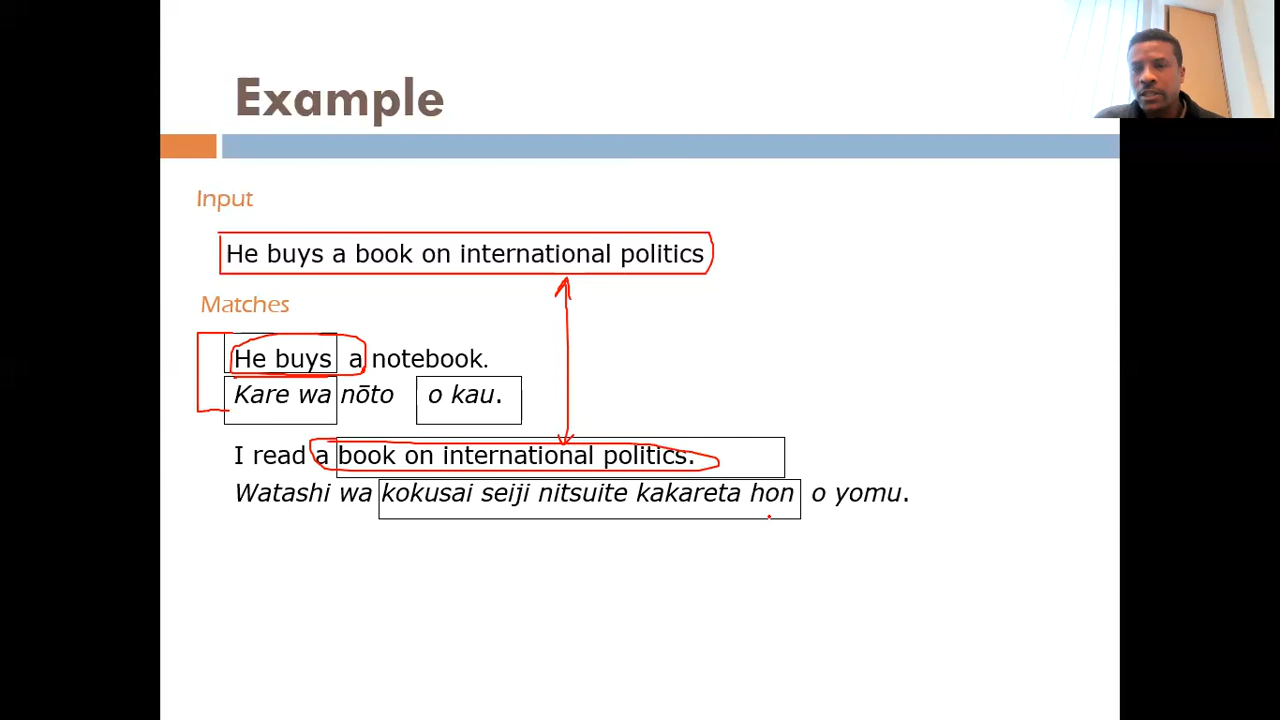 Example
Input
He buys a book on international politics
Matches
He buys a notebook.
Kare wa nōto o kau.
I read a book on international politics.
Watashi wa kokusai seiji nitsuite kakareta hon o yomu.